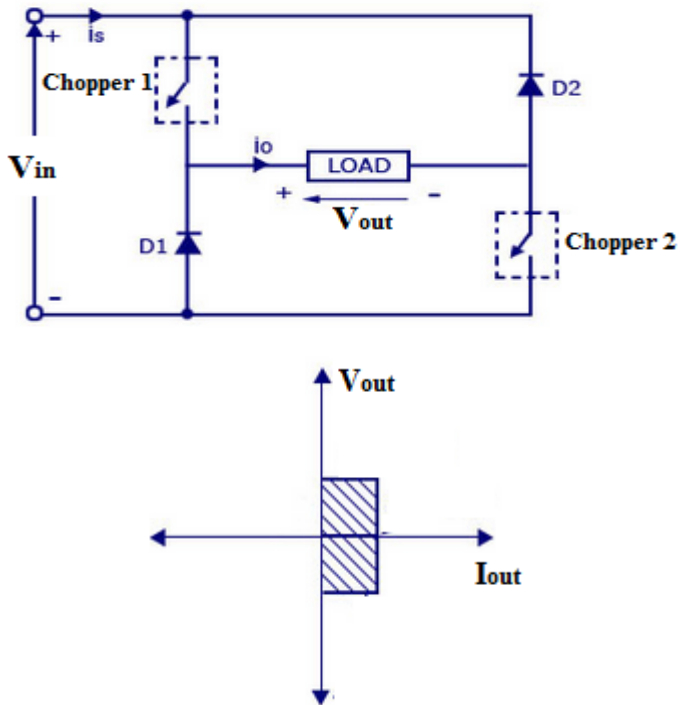 +
is
Chopper 1
D2
Vin
io
LOAD
+
-
Vout
D1
Chopper 2
-
Vout
Iout